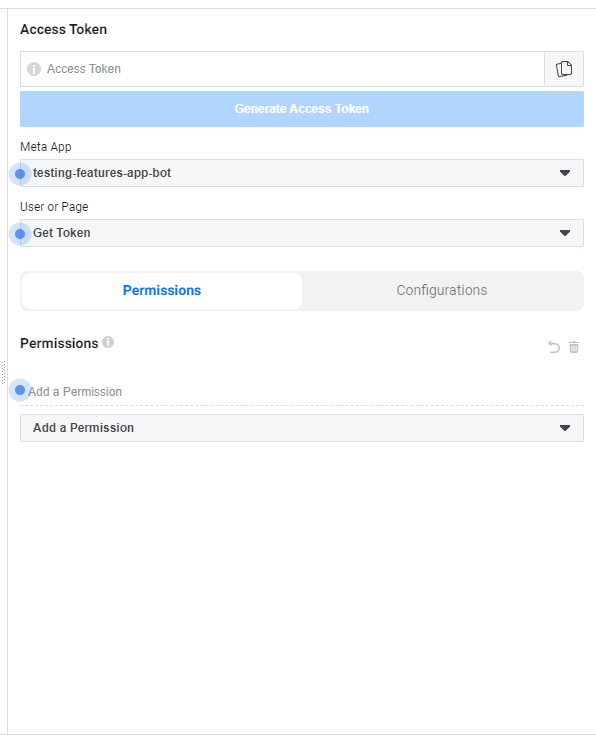 Access Token
Access Token
Generate Access Token
Meta App
testing-features-app-bot
User or Page
Get Token
Permissions
Configurations
Permissions
Add a Permission
Add a Permission